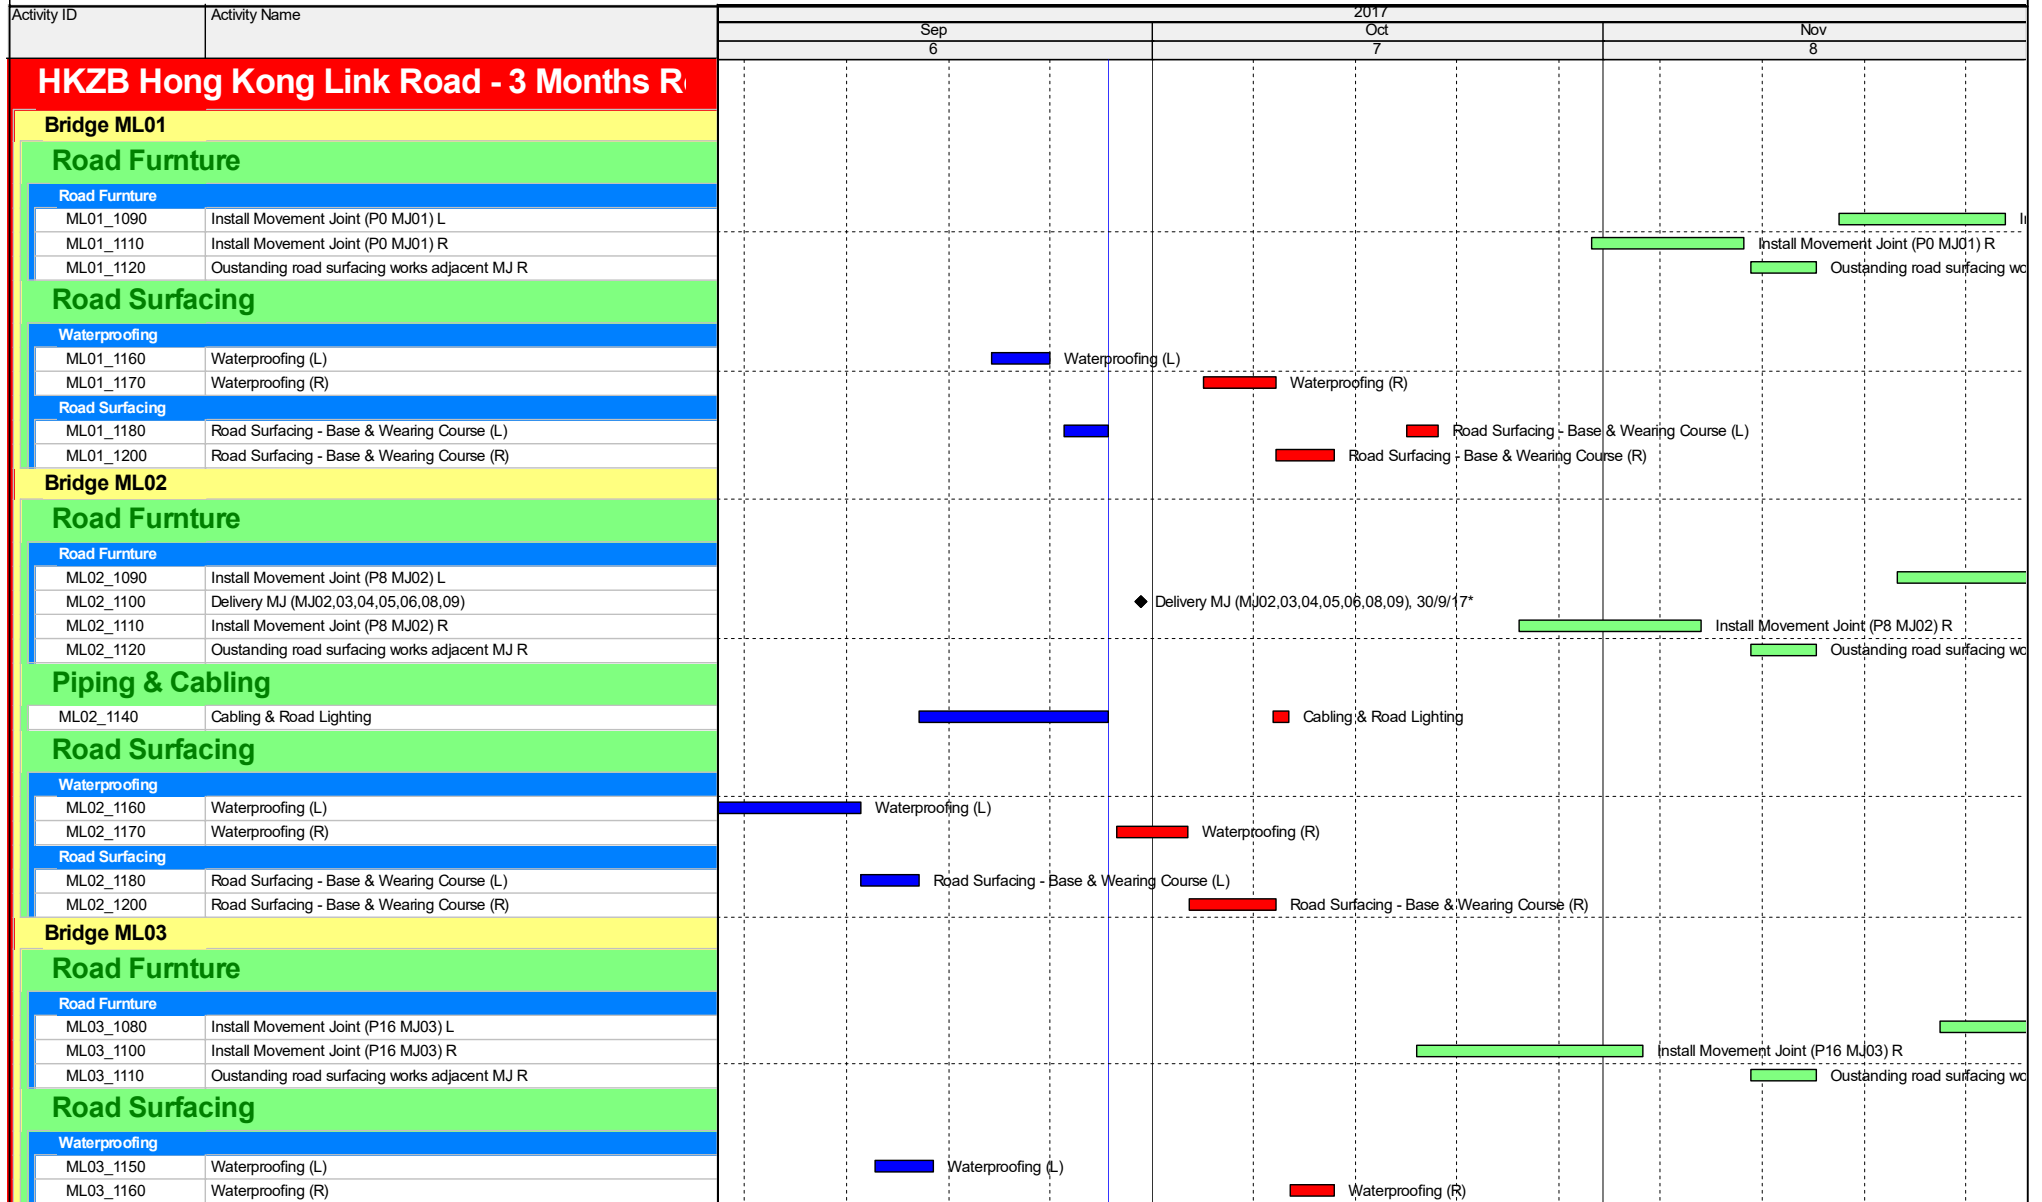 Activity ID Activity Name 2017
Sep Oct Nov
6 7 8
HKZB Hong Kong Link Road - 3 Months R
Bridge ML01
Road Furnture
Road Furnture
ML01_1090 Install Movement Joint (P0 MJ01) L
ML01_1110 Install Movement Joint (P0 MJ01) R Install Movement Joint (P0 MJ01) R
ML01_1120 Oustanding road surfacing works adjacent MJ R Oustanding road surfacing wo
Road Surfacing
Waterproofing
ML01_1160 Waterproofing (L) Waterproofing (L)
ML01_1170 Waterproofing (R) Waterproofing (R)
Road Surfacing
ML01_1180 Road Surfacing - Base & Wearing Course (L) Road Surfacing - Base & Wearing Course (L)
ML01_1200 Road Surfacing - Base & Wearing Course (R) Road Surfacing - Base & Wearing Course (R)
Bridge ML02
Road Furnture
Road Furnture
ML02_1090 Install Movement Joint (P8 MJ02) L
ML02_1100 Delivery MJ (MJ02,03,04,05,06,08,09) Delivery MJ (MJ02,03,04,05,06,08,09), 30/9/17*
ML02_1110 Install Movement Joint (P8 MJ02) R Install Movement Joint (P8 MJ02) R
ML02_1120 Oustanding road surfacing works adjacent MJ R Oustanding road surfacing wo
Piping & Cabling
ML02_1140 Cabling & Road Lighting Cabling & Road Lighting
Road Surfacing
Waterproofing
ML02_1160 Waterproofing (L) Waterproofing (L)
ML02_1170 Waterproofing (R) Waterproofing (R)
Road Surfacing
ML02_1180 Road Surfacing - Base & Wearing Course (L) Road Surfacing - Base & Wearing Course (L)
ML02_1200 Road Surfacing - Base & Wearing Course (R) Road Surfacing - Base & Wearing Course (R)
Bridge ML03
Road Furnture
Road Furnture
ML03_1080 Install Movement Joint (P16 MJ03) L
ML03_1100 Install Movement Joint (P16 MJ03) R Install Movement Joint (P16 MJ03) R
ML03_1110 Oustanding road surfacing works adjacent MJ R Oustanding road surfacing wo
Road Surfacing
Waterproofing
ML03_1150 Waterproofing (L) Waterproofing (L)
ML03_1160 Waterproofing (R) Waterproofing (R)